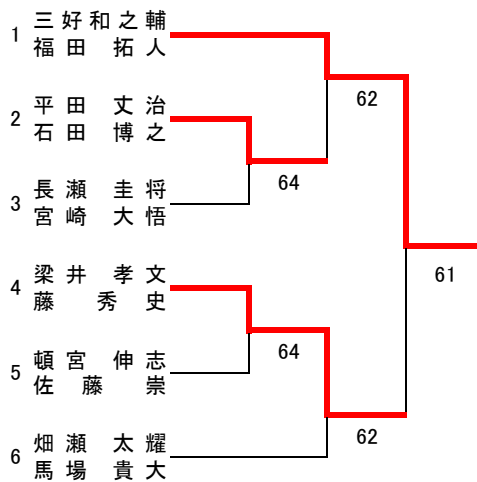 1 三好和之輔
福田 拓人
62
2 平田 丈治
石田 博之
64
3 長瀬 圭将
宮崎 大悟
61
4 梁井 孝文
藤 秀史
64
5 頓宮 伸志
佐藤 崇
62
6 畑瀬 太耀
馬場 貴大